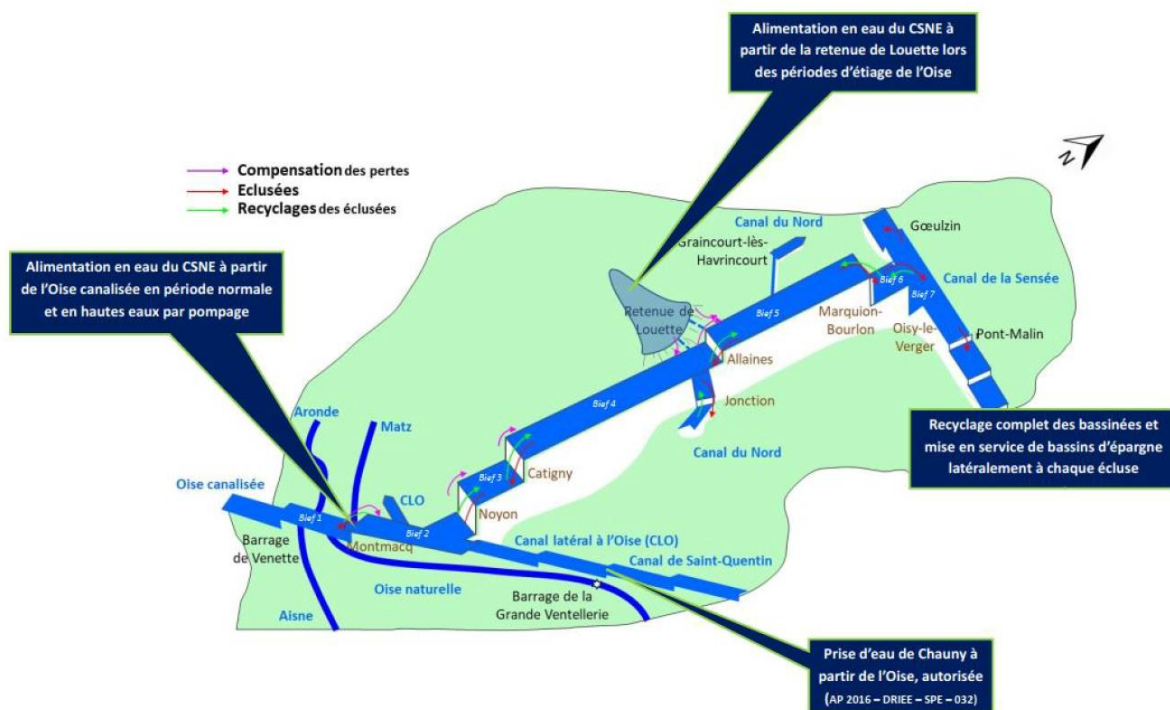 Alimentation en eau du CSNE à
partir de la retenue de Louette lors
des périodes d’étiage de l’Oise
N
Compensation des pertes
Eclusées
Recyclages des éclusées
Alimentation en eau du CSNE à partir
de l’Oise canalisée en période normale
et en hautes eaux par pompage
Canal du Nord
Graincourt-lès-
Havrincourt
Gœulzin
Canal de la Sensée
Retenue de
Louette
Bief 5
Bief 6
Bief 7
Marquion-
Bourlon
Oisy-le-
Verger
Pont-Malin
Allaines
Bief 4
Jonction
Canal du Nord
Recyclage complet des bassinées et
mise en service de bassins d’épargne
latéralement à chaque écluse
Aronde
Matz
Catigny
Bief 3
Oise canalisée
CLO
Noyon
Bief 1
Bief 2
Barrage
de Venette
Montmacq
Canal latéral à l’Oise (CLO)
Canal de Saint-Quentin
Oise naturelle
Barrage de la
Grande Ventellerie
Aisne
Prise d’eau de Chauny à
partir de l’Oise, autorisée
(AP 2016 – DRIEE – SPE – 032)